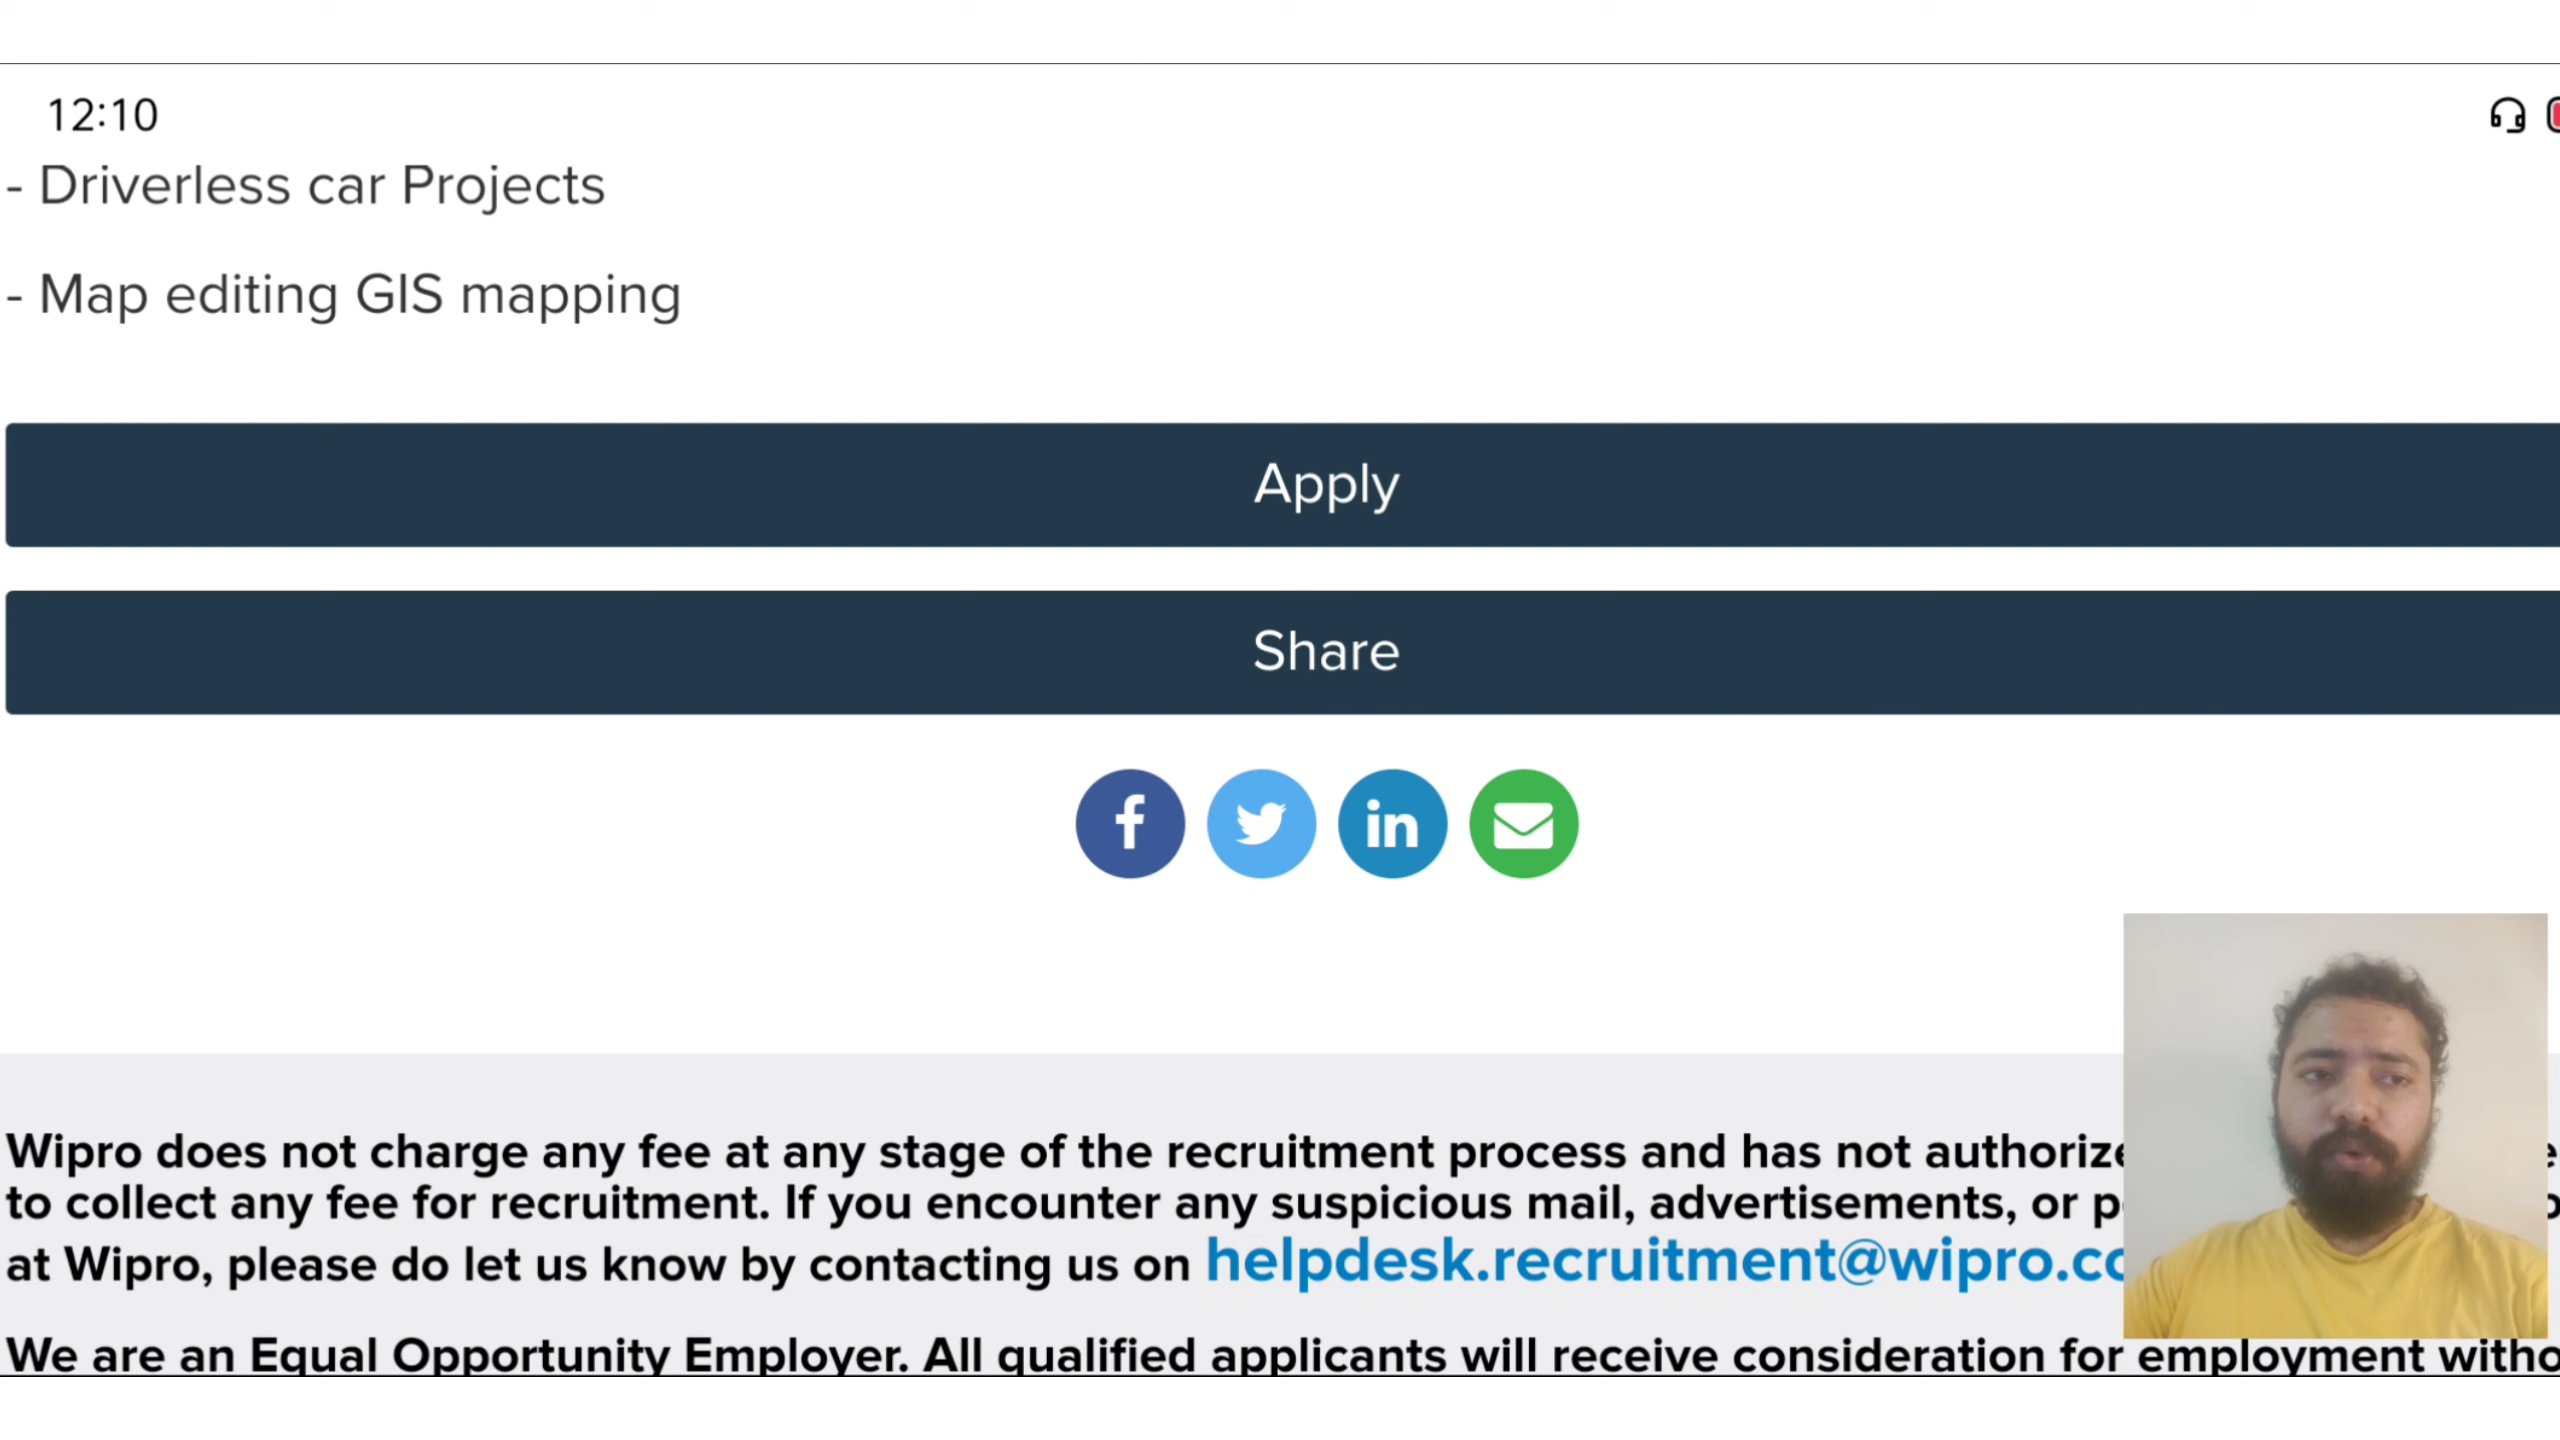 12:10
- Driverless car Projects
- Map editing GIS mapping
Apply
Share
f
in
Wipro does not charge any fee at any stage of the recruitment process and has not
to collect any fee for recruitment. If you encounter any suspicious mail, advertisements, or
at Wipro, please do let us know by contacting us on helpdesk.recruitment@wipro.co
We are an Equal Opportunity Employer. All qualified applicants will receive consideration for employment